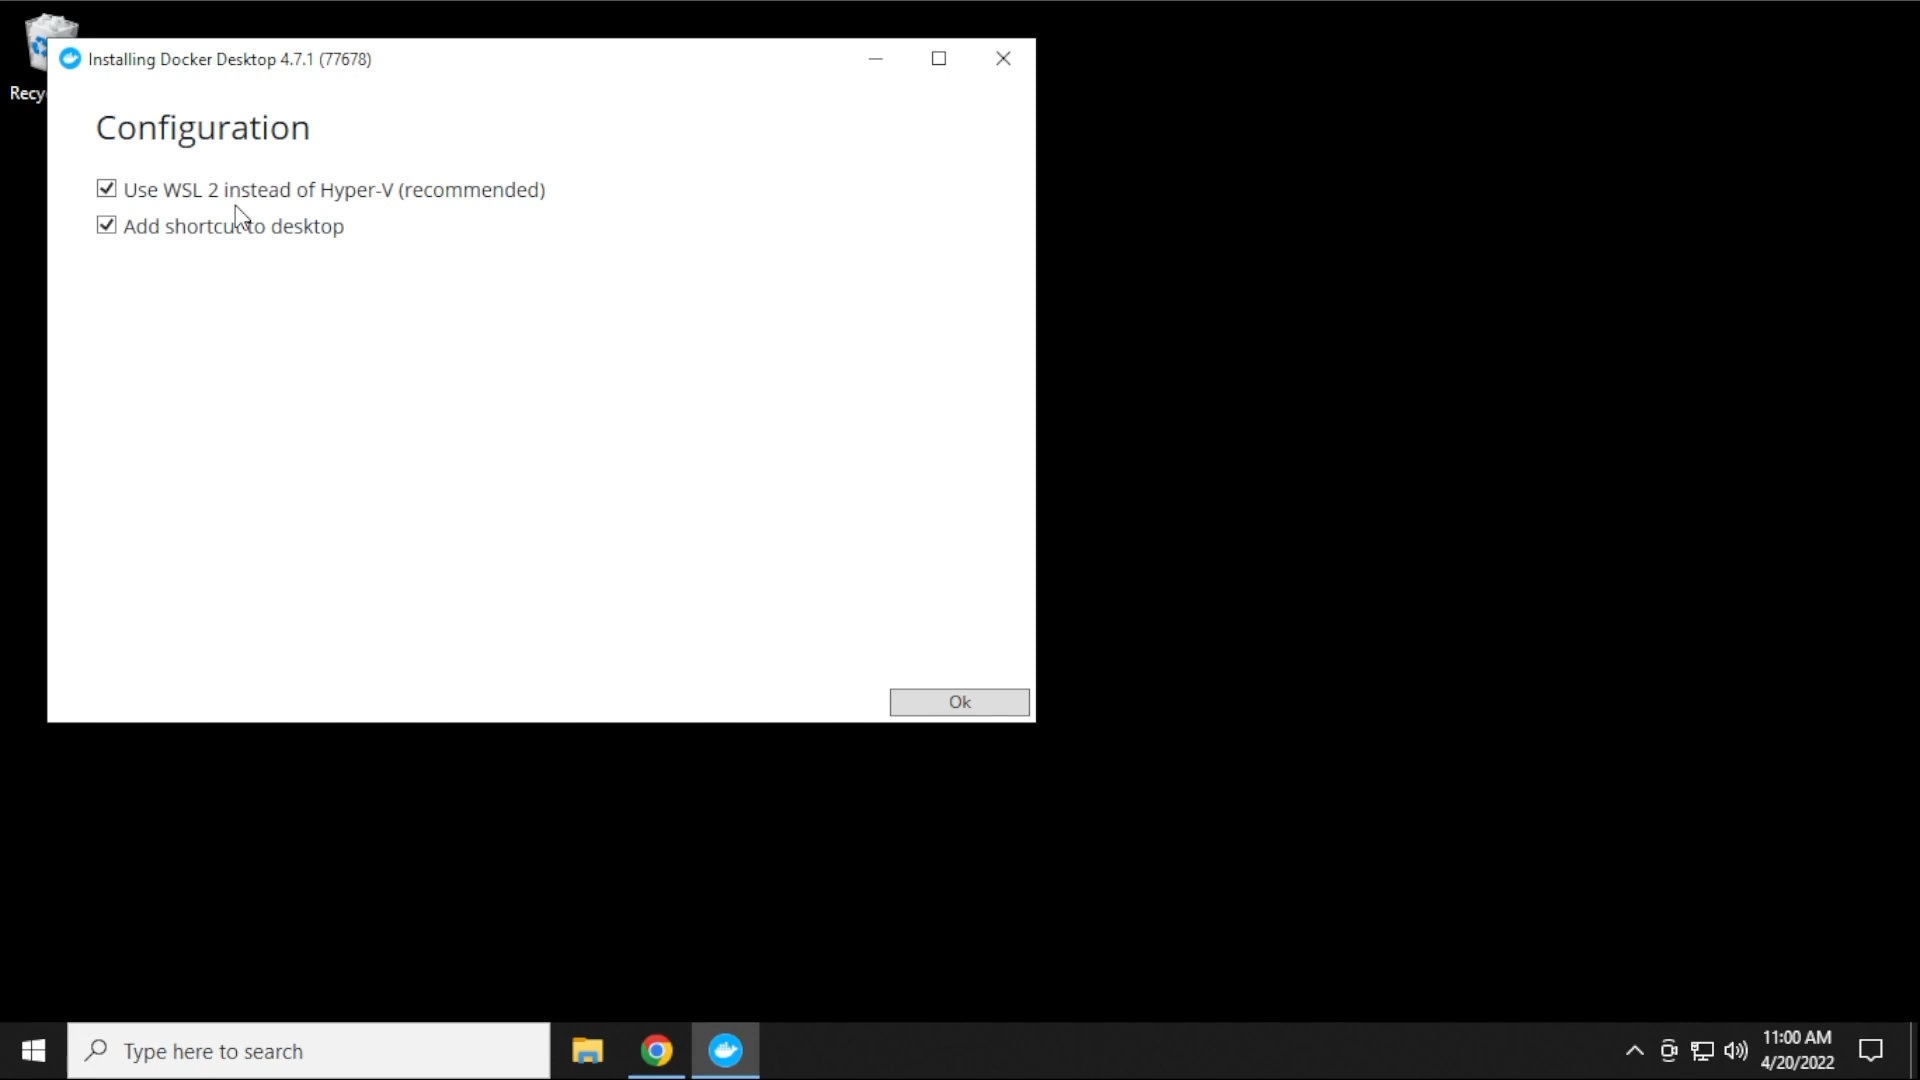 Installing Docker Desktop 4.7.1 (77678)
Recy
Configuration
Use WSL 2 instead of Hyper-V (recommended)
Add shortcut to desktop
Ok
Type here to search
11:00 AM
4/20/2022